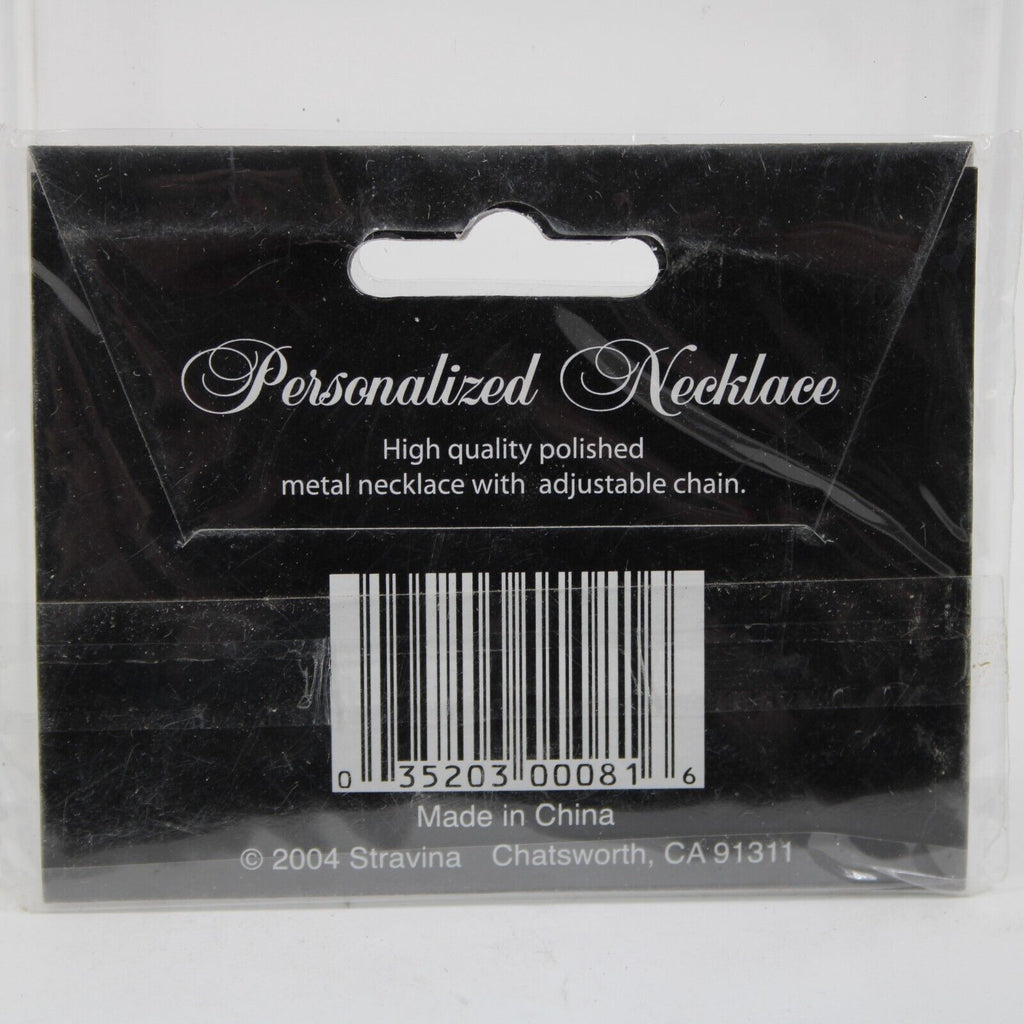 Personalized Necklace
High quality polished
metal necklace with adjustable chain.
0 35203 00081 6
Made in China
© 2004 Stravina Chatsworth, CA 91311